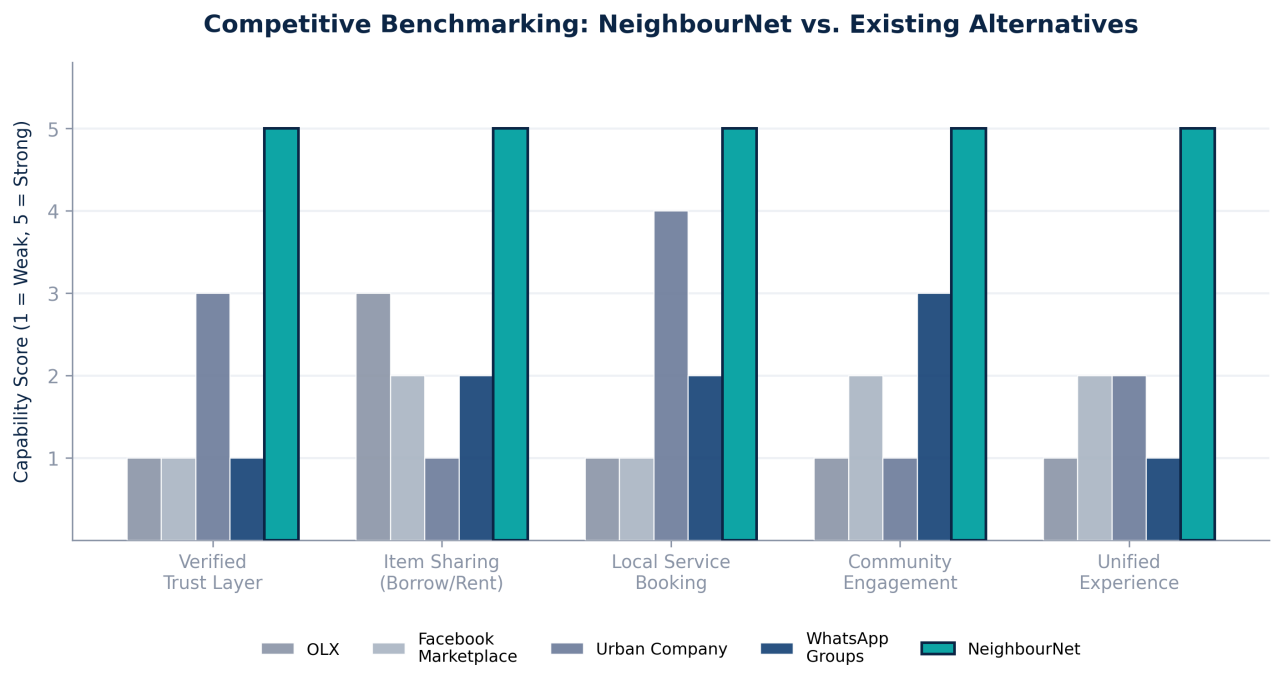 Competitive Benchmarking: NeighbourNet vs. Existing Alternatives
Capability Score (1 = Weak, 5 = Strong)
5
4
3
2
1
Verified
Trust Layer
Item Sharing
(Borrow/Rent)
Local Service
Booking
Community
Engagement
Unified
Experience
OLX
Facebook
Marketplace
Urban Company
WhatsApp
Groups
NeighbourNet